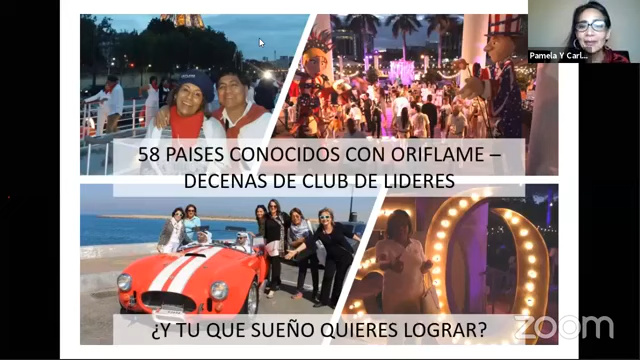 Pamela Y Carl...
58 PAISES CONOCIDOS CON ORIFLAME –
DECENAS DE CLUB DE LIDERES
¿Y TU QUE SUEÑO QUIERES LOGRAR?
zoom